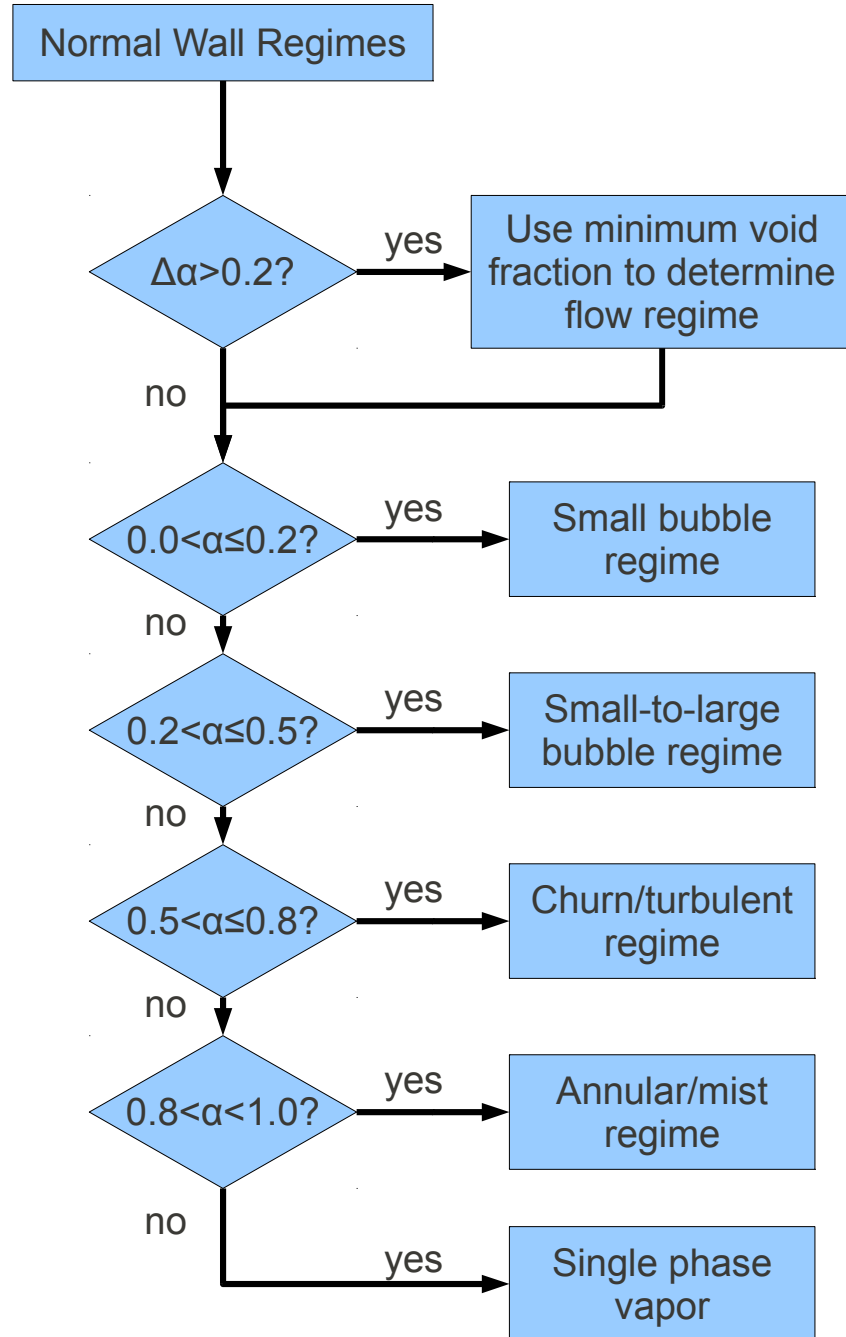 Normal Wall Regimes
Δα>0.2?
yes
Use minimum void
fraction to determine
flow regime
no
0.0<α≤0.2?
yes
Small bubble
regime
no
0.2<α≤0.5?
yes
Small-to-large
bubble regime
no
0.5<α≤0.8?
yes
Churn/turbulent
regime
no
0.8<α<1.0?
yes
Annular/mist
regime
no
yes
Single phase
vapor